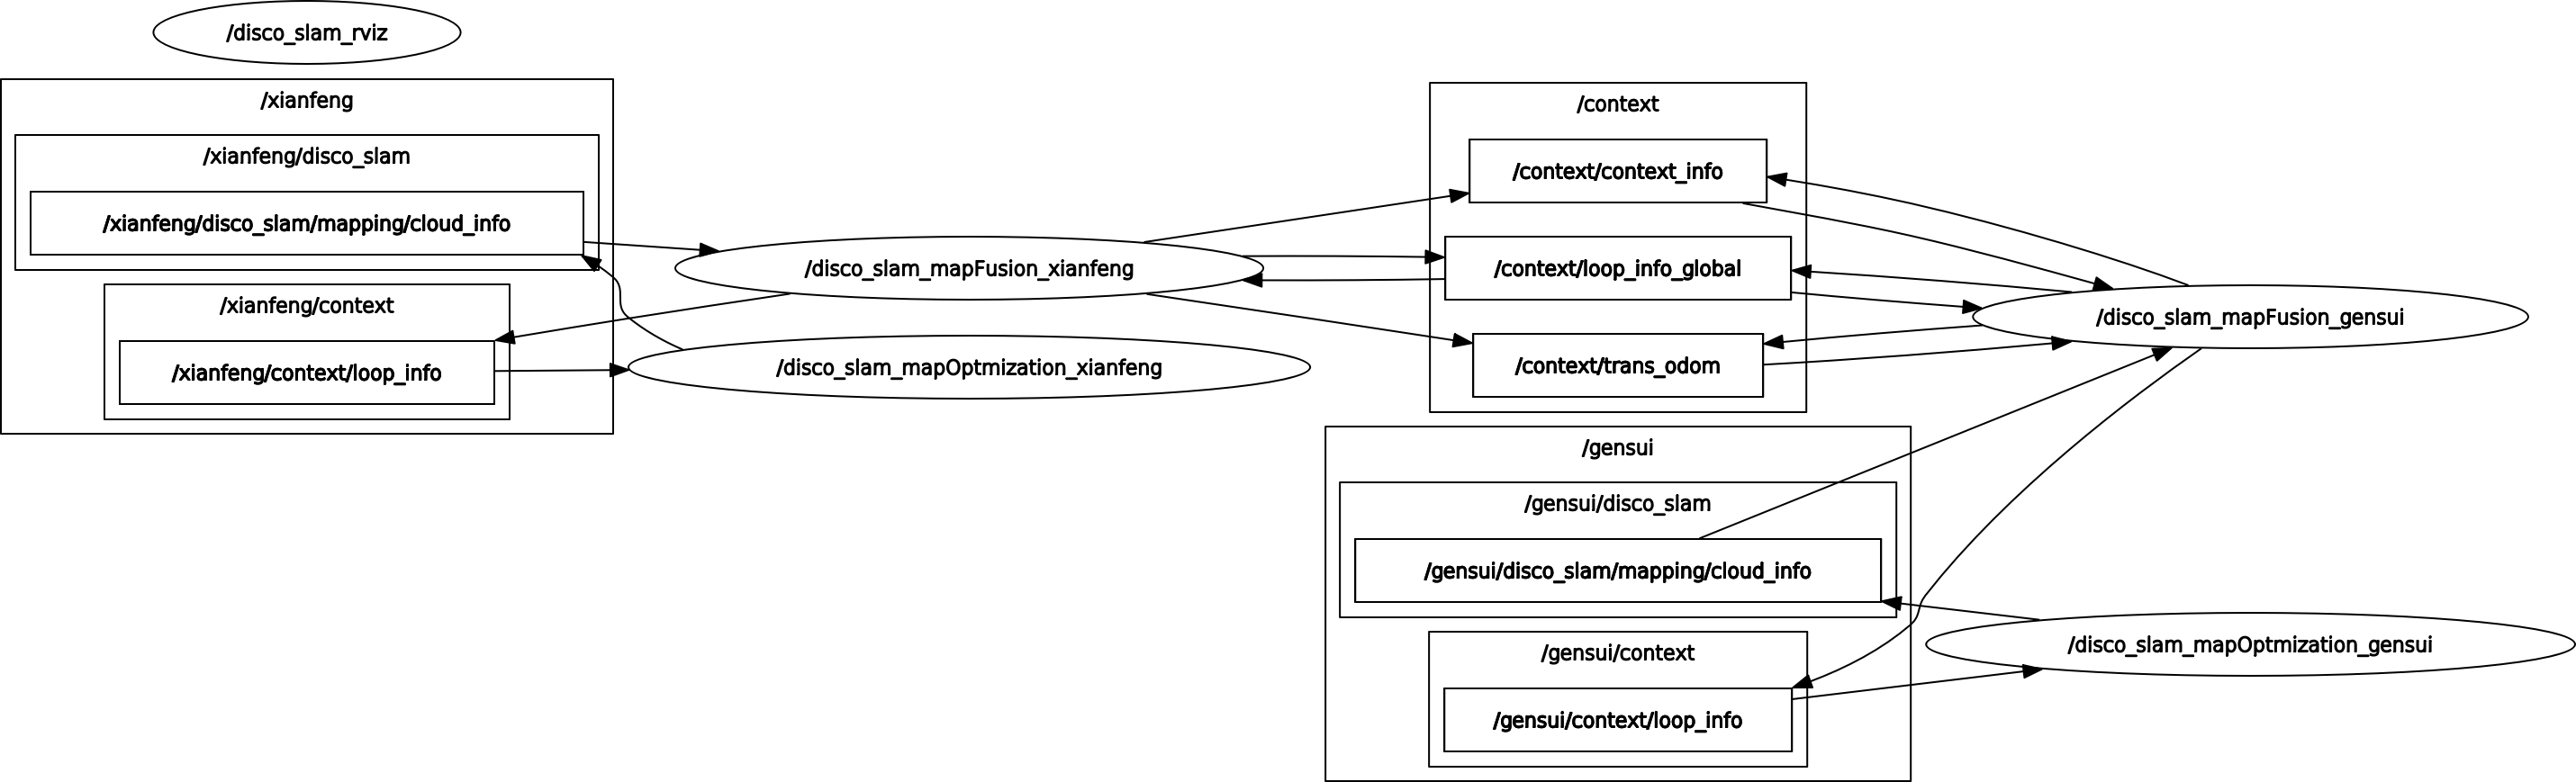 /disco_slam_rviz
/xianfeng
/xianfeng/disco_slam
/xianfeng/disco_slam/mapping/cloud_info
/xianfeng/context
/xianfeng/context/loop_info
/disco_slam_mapFusion_xianfeng
/disco_slam_mapOptmization_xianfeng
/context
/context/context_info
/context/loop_info_global
/context/trans_odom
/gensui
/gensui/disco_slam
/gensui/disco_slam/mapping/cloud_info
/gensui/context
/gensui/context/loop_info
/disco_slam_mapFusion_gensui
/disco_slam_mapOptmization_gensui